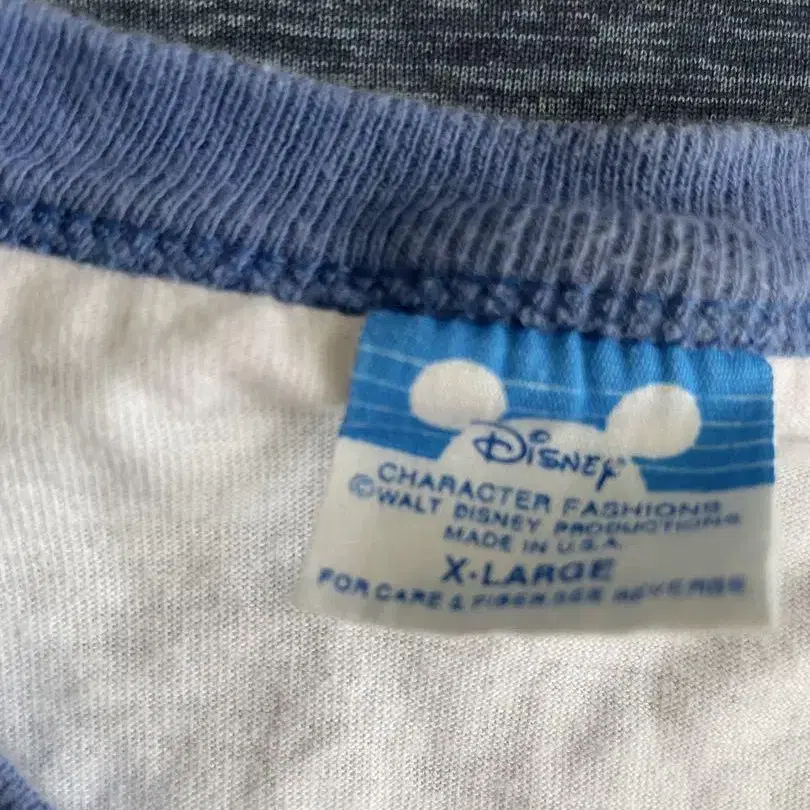 DISNEY
CHARACTER FASHIONS
©WALT DISNEY PRODUCTIONS
MADE IN U.S.A.
X-LARGE
FOR CARE & FIBER SEE REVERSE